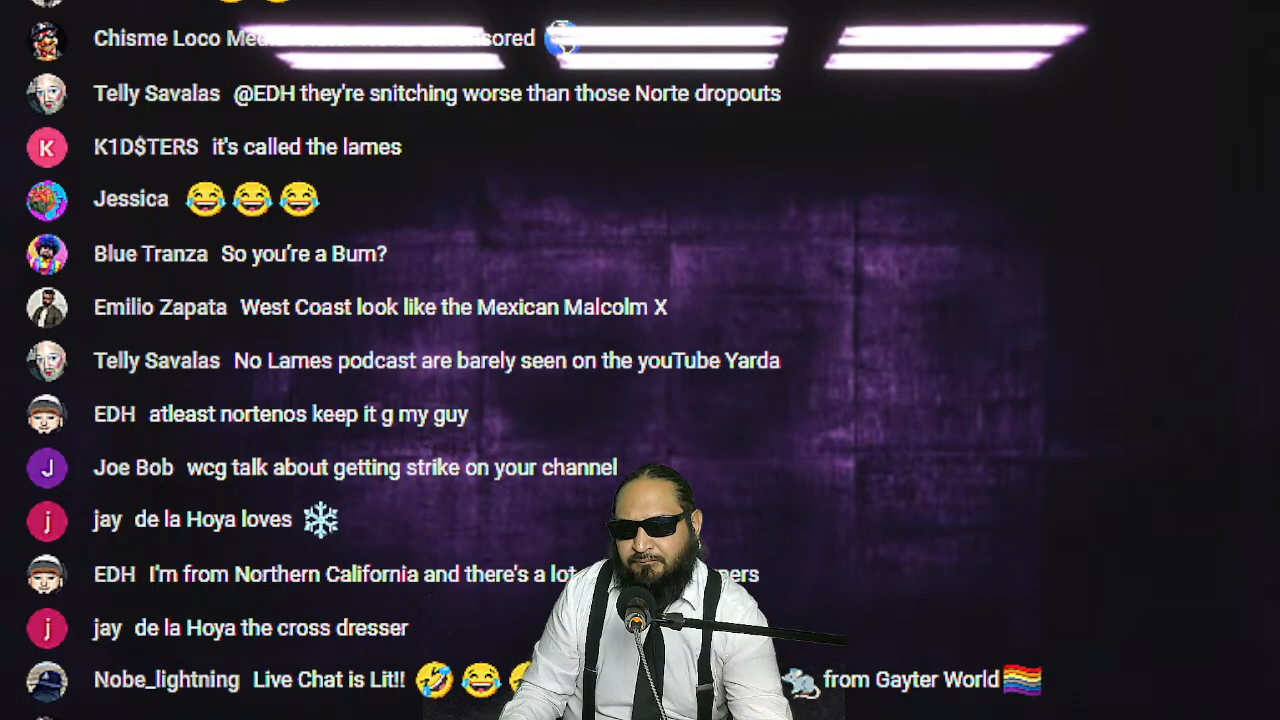 Chisme Loco Me sored
Telly Savalas @EDH they're snitching worse than those Norte dropouts
K K1D$TERS it's called the lames
Jessica 😂😂😂
Blue Tranza So you're a Bum?
Emilio Zapata West Coast look like the Mexican Malcolm X
Telly Savalas No Lames podcast are barely seen on the youTube Yarda
EDH atleast nortenos keep it g my guy
J Joe Bob wcg talk about getting strike on your channel
j jay de la Hoya loves ❄️
EDH I'm from Northern California and there's a lot
j jay de la Hoya the cross dresser
Nobe_lightning Live Chat is Lit!! 🤣😂 🐀 from Gayter World 🏳️‍🌈